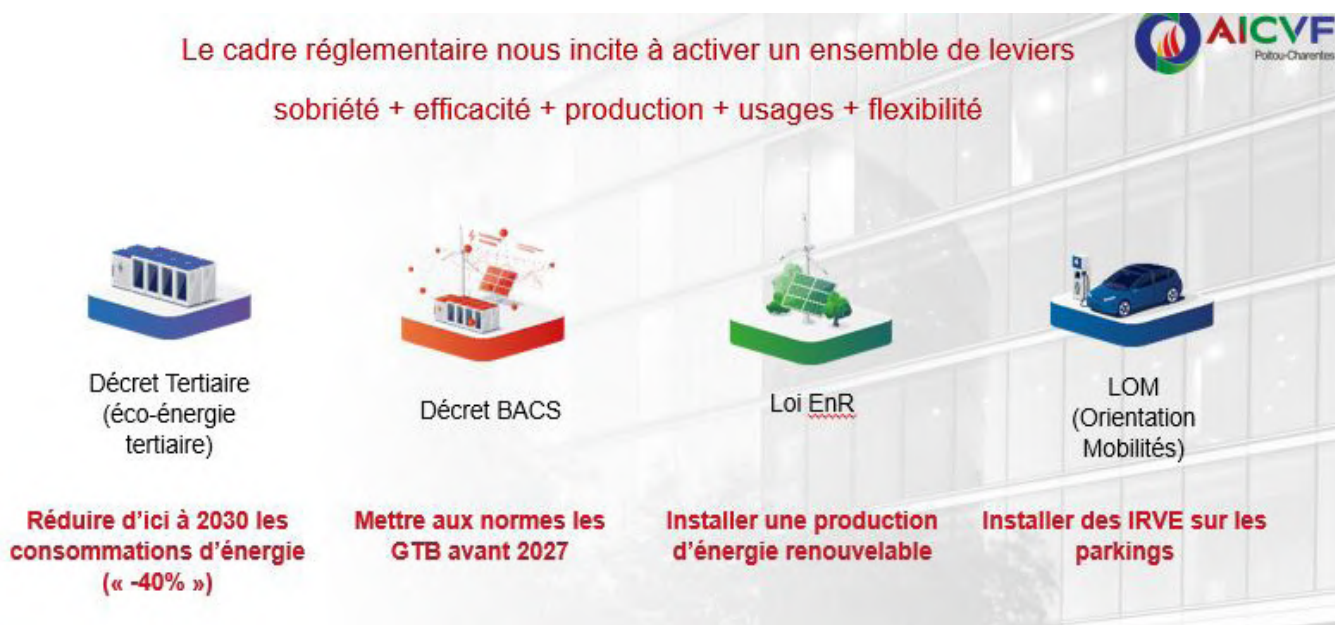 Le cadre réglementaire nous incite à activer un ensemble de leviers
sobriété + efficacité + production + usages + flexibilité
AICVF
Poitou-Charentes
Décret Tertiaire
(éco-énergie
tertiaire)
Réduire d'ici à 2030 les
consommations d'énergie
(« -40% »)
Décret BACS
Mettre aux normes les
GTB avant 2027
Loi EnR
Installer une production
d'énergie renouvelable
LOM
(Orientation
Mobilités)
Installer des IRVE sur les
parkings